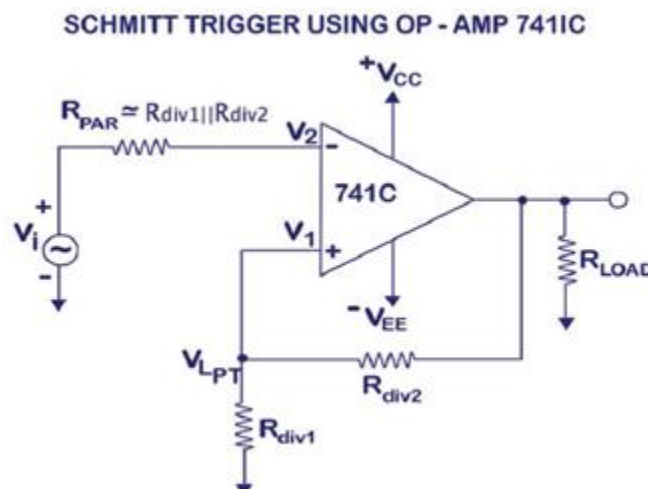 SCHMITT TRIGGER USING OP - AMP 741IC
+VCC
RPAR ≃ Rdiv1||Rdiv2
V2
-
741C
+
Vi
-
V1
+
RLOAD
-VEE
VLPT
Rdiv2
Rdiv1